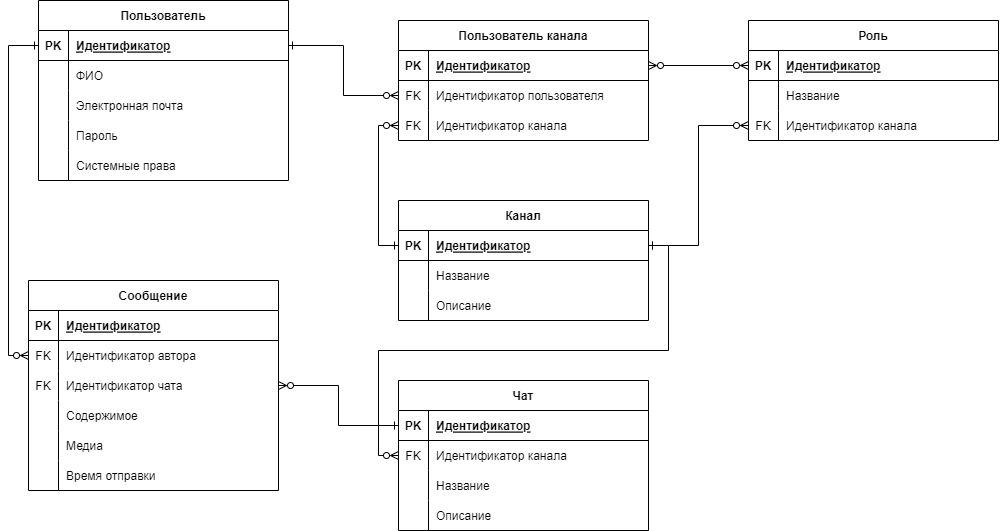 Пользователь
PK Идентификатор
ФИО
Электронная почта
Пароль
Системные права
Пользователь канала
PK Идентификатор
FK Идентификатор пользователя
FK Идентификатор канала
Роль
PK Идентификатор
Название
FK Идентификатор канала
Канал
PK Идентификатор
Название
Описание
Сообщение
PK Идентификатор
FK Идентификатор автора
FK Идентификатор чата
Содержимое
Медиа
Время отправки
Чат
PK Идентификатор
FK Идентификатор канала
Название
Описание